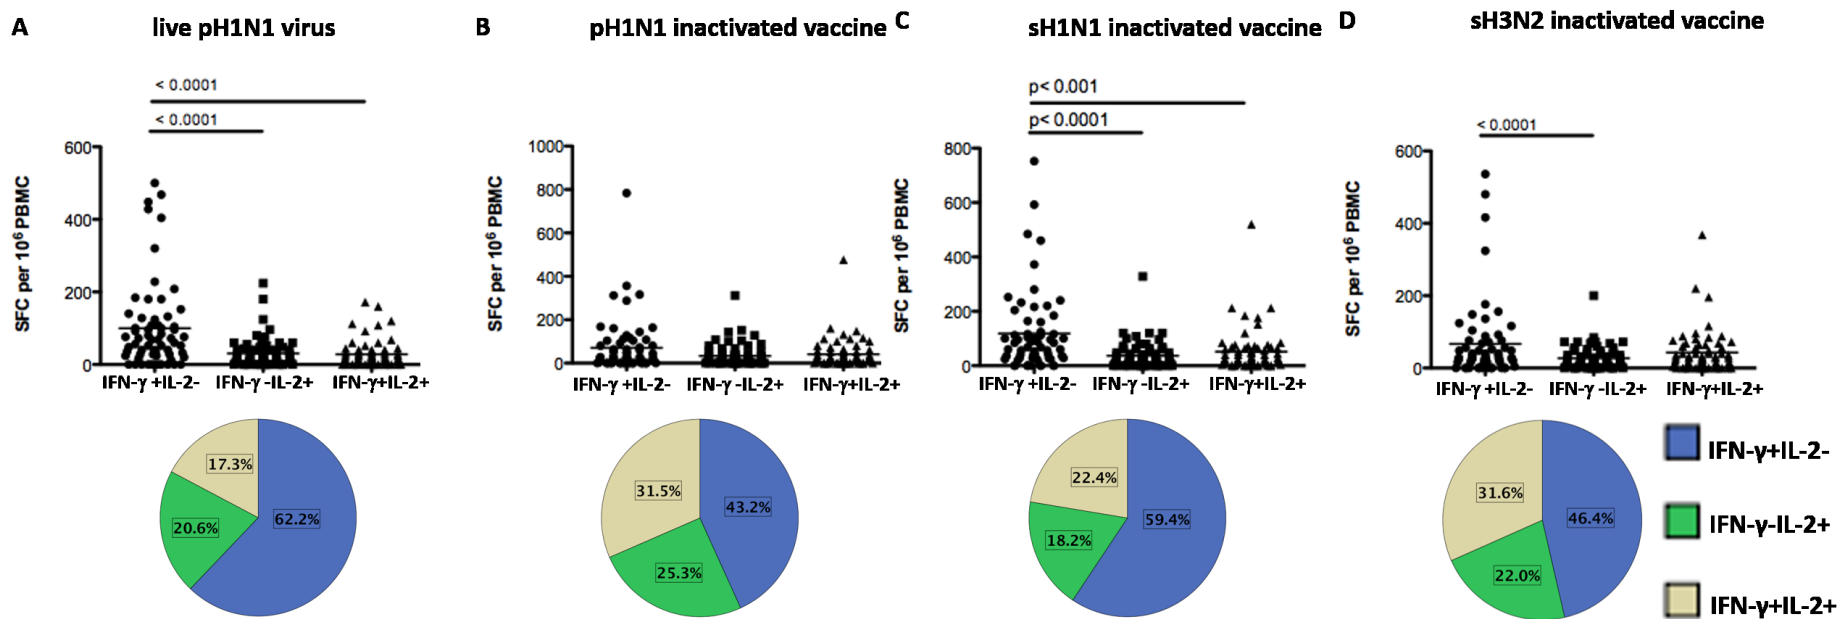 A live pH1N1 virus
< 0.0001
< 0.0001
600
400
200
0
SFC per 10⁶ PBMC
IFN-γ +IL-2- IFN-γ -IL-2+ IFN-γ+IL-2+
17.3%
20.6%
62.2%
B pH1N1 inactivated vaccine
1000
800
600
400
200
0
SFC per 10⁶ PBMC
IFN-γ +IL-2- IFN-γ -IL-2+ IFN-γ+IL-2+
31.5%
43.2%
25.3%
C sH1N1 inactivated vaccine
p< 0.001
p< 0.0001
800
600
400
200
0
SFC per 10⁶ PBMC
IFN-γ +IL-2- IFN-γ -IL-2+ IFN-γ+IL-2+
22.4%
59.4%
18.2%
D sH3N2 inactivated vaccine
< 0.0001
600
400
200
0
SFC per 10⁶ PBMC
IFN-γ +IL-2- IFN-γ -IL-2+ IFN-γ+IL-2+
31.6%
46.4%
22.0%
IFN-γ+IL-2-
IFN-γ-IL-2+
IFN-γ+IL-2+